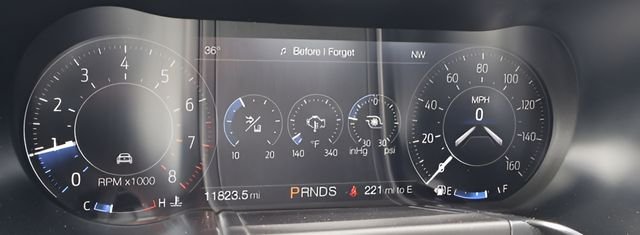 36° ♫ Before I Forget NW
0 1 2 3 4 5 6 7 8
RPM x1000
C H
10 20
140 °F 340
0
30 30
inHg psi
0 20 40 60 80 100 120 140 160
MPH
0
E F
11823.5 mi PRNDS 221 mi to E